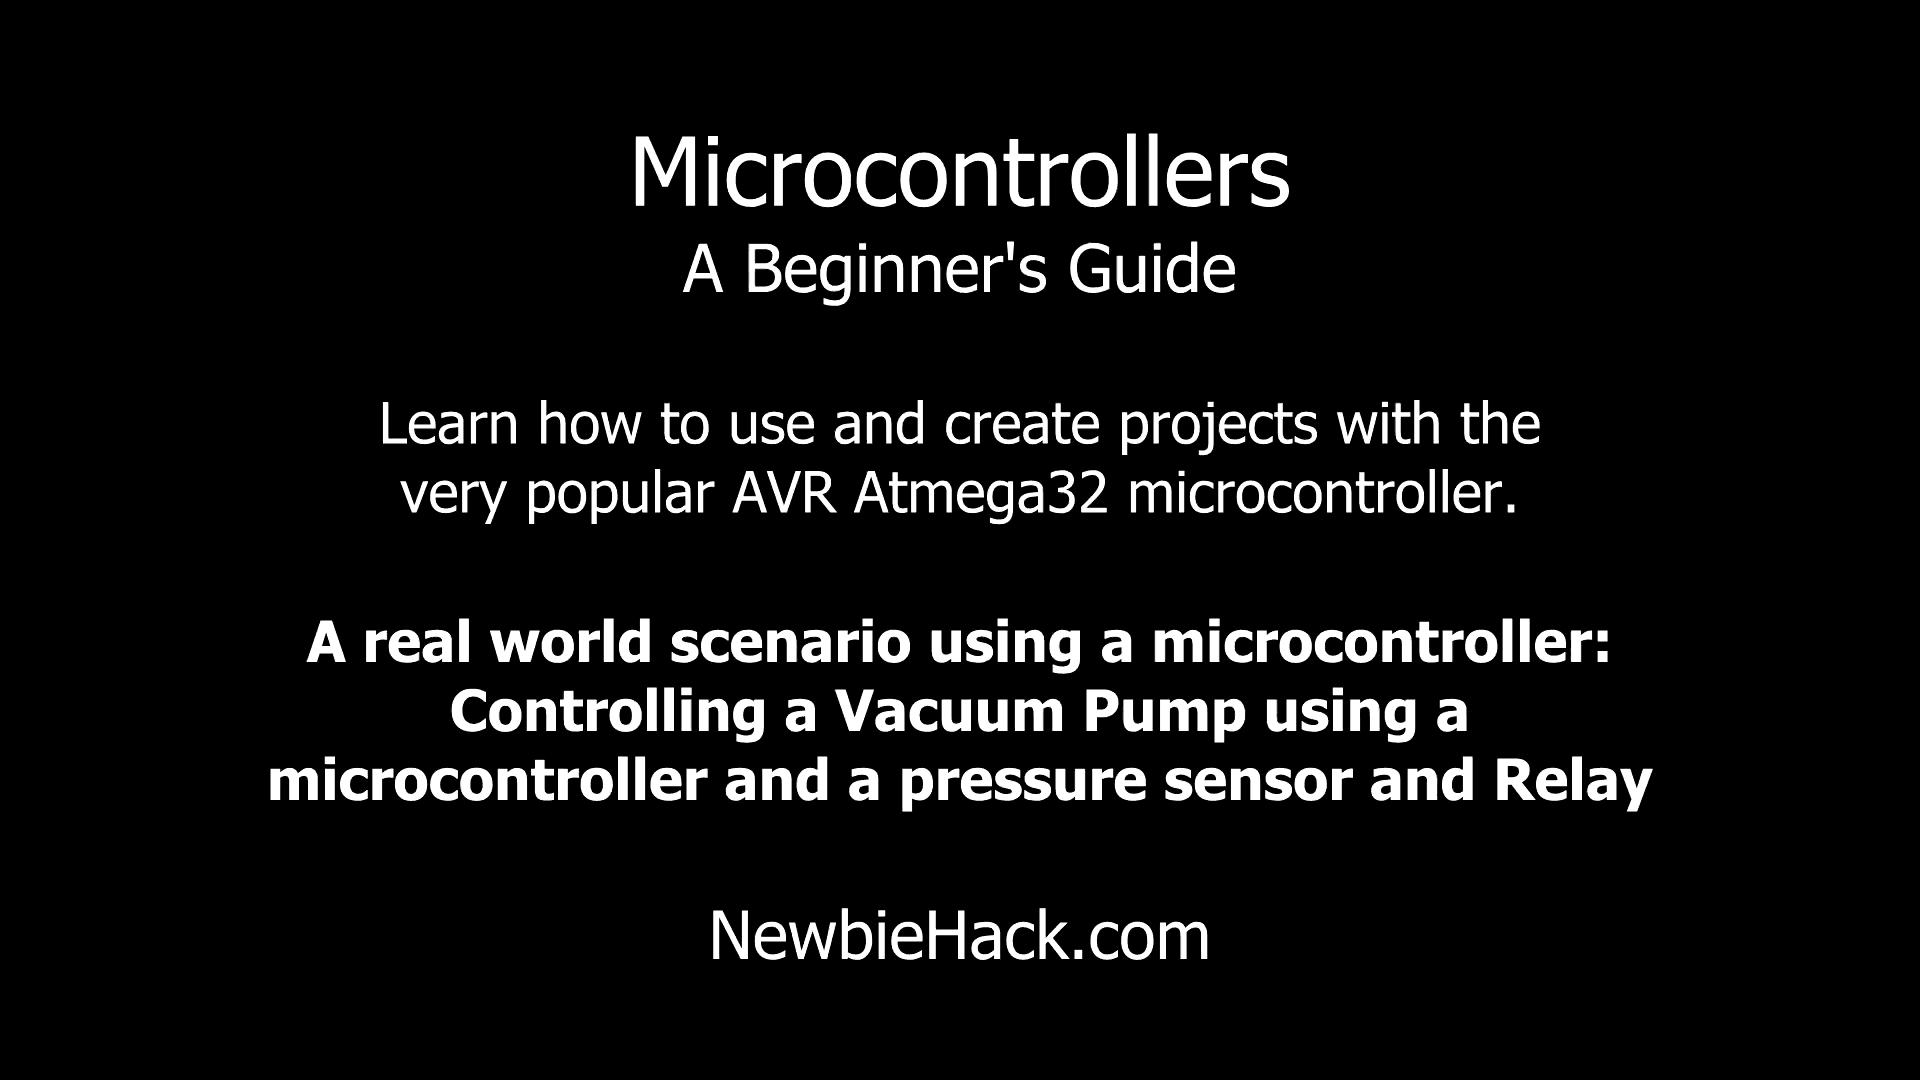 Microcontrollers
A Beginner's Guide
Learn how to use and create projects with the
very popular AVR Atmega32 microcontroller.
A real world scenario using a microcontroller:
Controlling a Vacuum Pump using a
microcontroller and a pressure sensor and Relay
NewbieHack.com